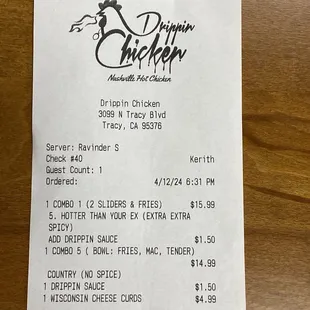 Drippin
Chicken
Nashville Hot Chicken
Drippin Chicken
3099 N Tracy Blvd
Tracy, CA 95376
Server: Ravinder S
Check #40 Kerith
Guest Count: 1
Ordered: 4/12/24 6:31 PM
1 COMBO 1 (2 SLIDERS & FRIES) $15.99
5. HOTTER THAN YOUR EX (EXTRA EXTRA
SPICY)
ADD DRIPPIN SAUCE $1.50
1 COMBO 5 ( BOWL: FRIES, MAC, TENDER)
$14.99
COUNTRY (NO SPICE)
1 DRIPPIN SAUCE $1.50
1 WISCONSIN CHEESE CURDS $4.99